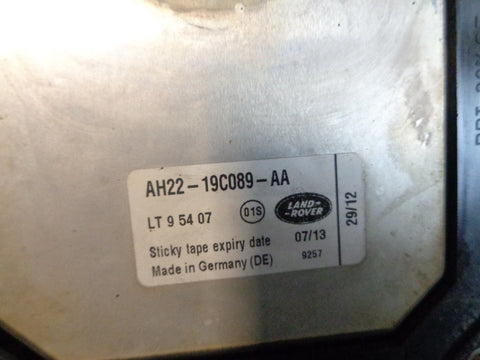 AH22-19C089-AA
LT 9 54 07
01S
LAND-
-ROVER
29/12
Sticky tape expiry date 07/13
Made in Germany (DE) 9257